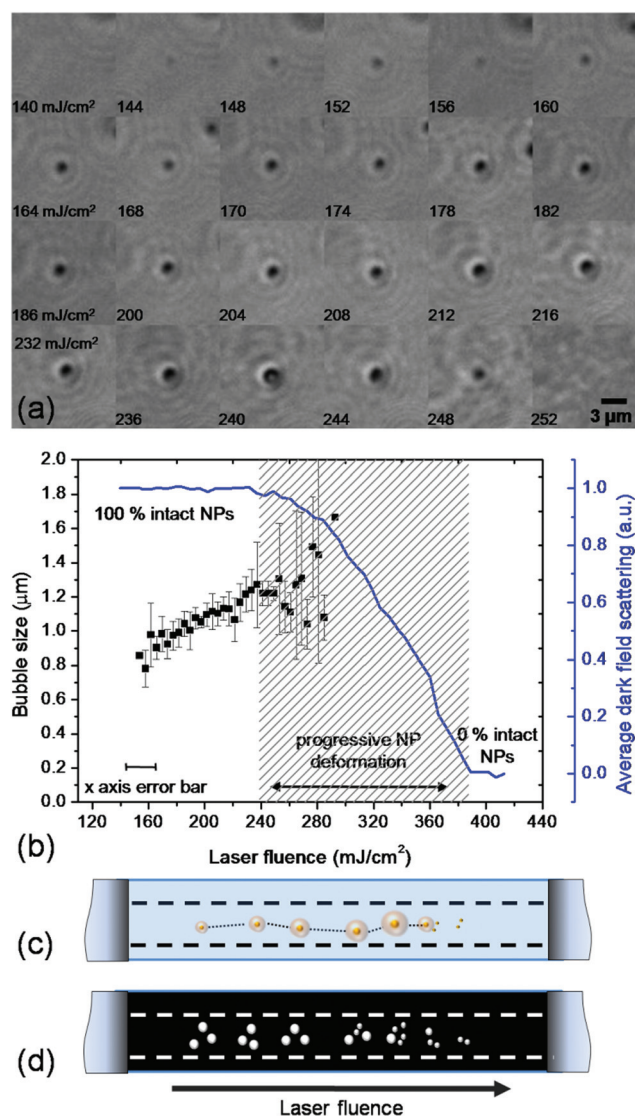 140 mJ/cm² 144 148 152 156 160
164 mJ/cm² 168 170 174 178 182
186 mJ/cm² 200 204 208 212 216
232 mJ/cm²
(a) 236 240 244 248 252
3 μm
2.0
1.8
1.6
1.4
1.2
1.0
0.8
0.6
0.4
0.2
0.0
Bubble size (μm)
100 % intact NPs
0 % intact
NPs
progressive NP
deformation
x axis error bar
1.0
0.8
0.6
0.4
0.2
0.0
Average dark field scattering (a.u.)
120 160 200 240 280 320 360 400 440
(b) Laser fluence (mJ/cm²)
(c)
(d)
Laser fluence